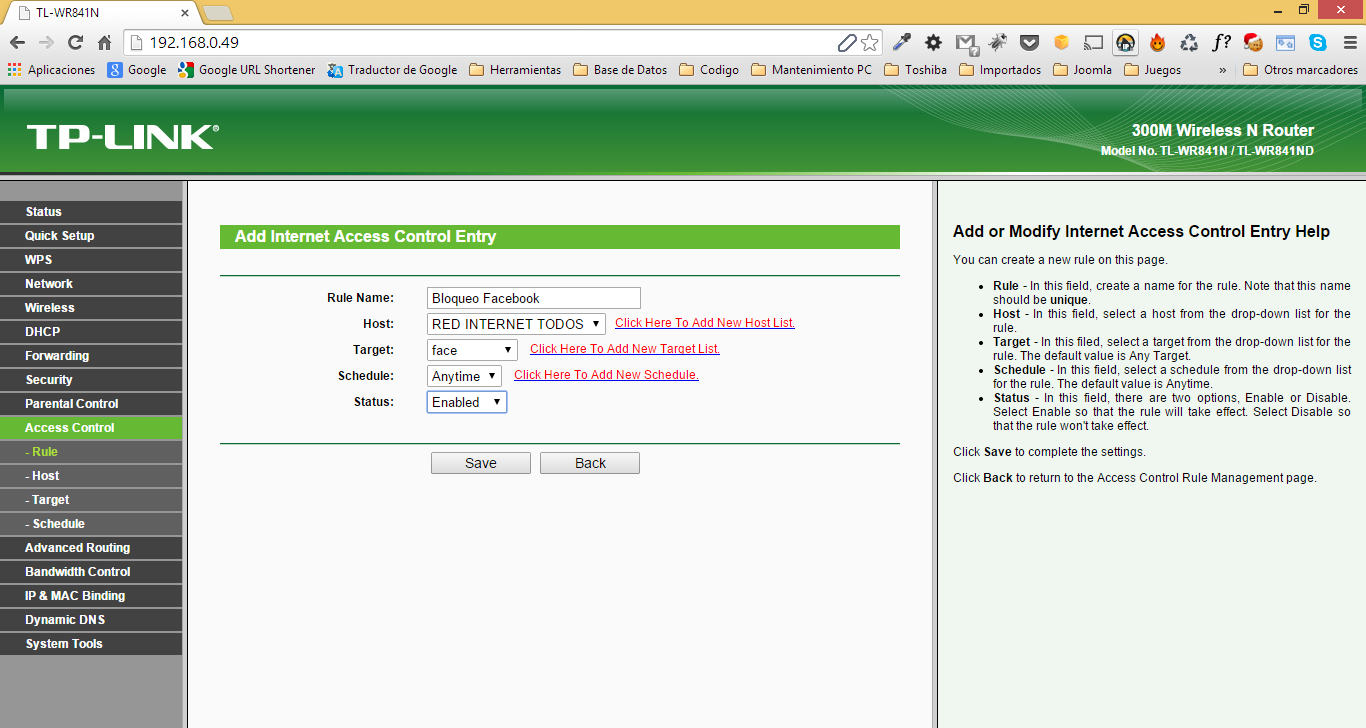 TL-WR841N
192.168.0.49
f?
Aplicaciones Google Google URL Shortener Traductor de Google Herramientas Base de Datos Codigo Mantenimiento PC Toshiba Importados Joomla Juegos » Otros marcadores
TP-LINK®
300M Wireless N Router
Model No. TL-WR841N / TL-WR841ND
Status
Quick Setup
WPS
Network
Wireless
DHCP
Forwarding
Security
Parental Control
Access Control
- Rule
- Host
- Target
- Schedule
Advanced Routing
Bandwidth Control
IP & MAC Binding
Dynamic DNS
System Tools
Add Internet Access Control Entry
Rule Name: Bloqueo Facebook
Host: RED INTERNET TODOS Click Here To Add New Host List.
Target: face Click Here To Add New Target List.
Schedule: Anytime Click Here To Add New Schedule.
Status: Enabled
Save Back
Add or Modify Internet Access Control Entry Help
You can create a new rule on this page.
• Rule - In this field, create a name for the rule. Note that this name
should be unique.
• Host - In this field, select a host from the drop-down list for the
rule.
• Target - In this filed, select a target from the drop-down list for the
rule. The default value is Any Target.
• Schedule - In this field, select a schedule from the drop-down list
for the rule. The default value is Anytime.
• Status - In this field, there are two options, Enable or Disable.
Select Enable so that the rule will take effect. Select Disable so
that the rule won't take effect.
Click Save to complete the settings.
Click Back to return to the Access Control Rule Management page.